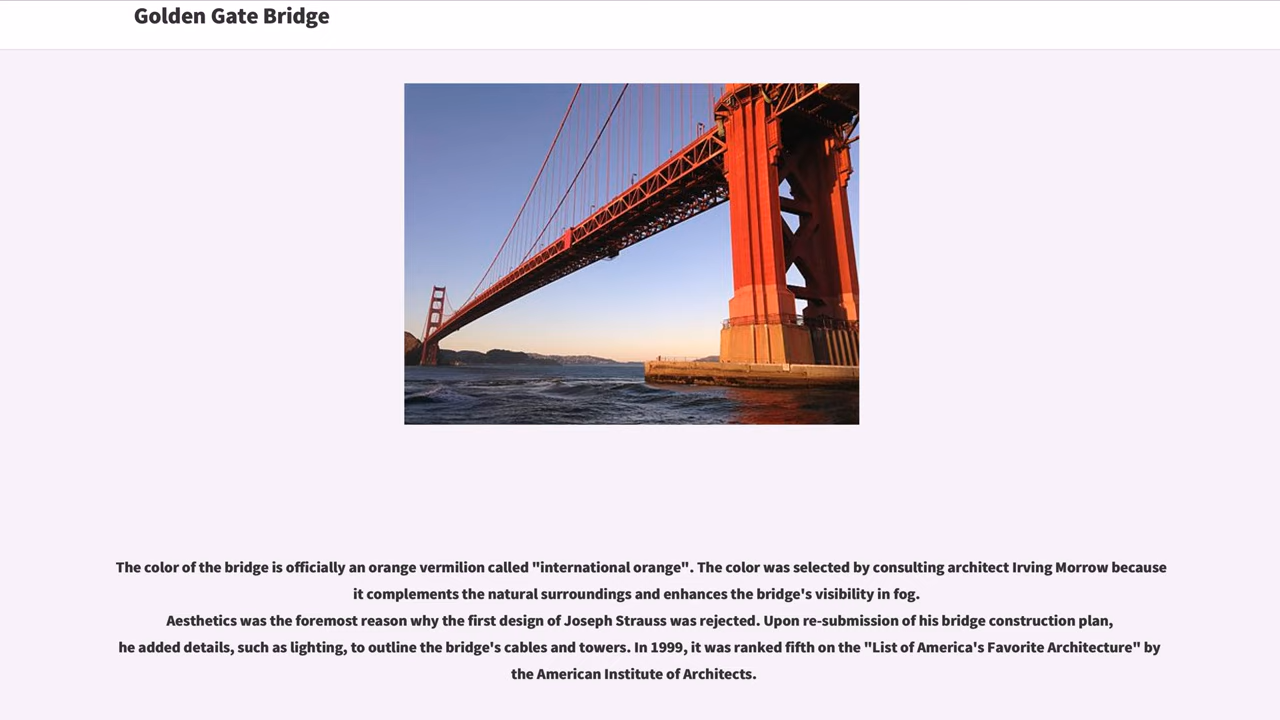 Golden Gate Bridge
The color of the bridge is officially an orange vermilion called "international orange". The color was selected by consulting architect Irving Morrow because
it complements the natural surroundings and enhances the bridge's visibility in fog.
Aesthetics was the foremost reason why the first design of Joseph Strauss was rejected. Upon re-submission of his bridge construction plan,
he added details, such as lighting, to outline the bridge's cables and towers. In 1999, it was ranked fifth on the "List of America's Favorite Architecture" by
the American Institute of Architects.